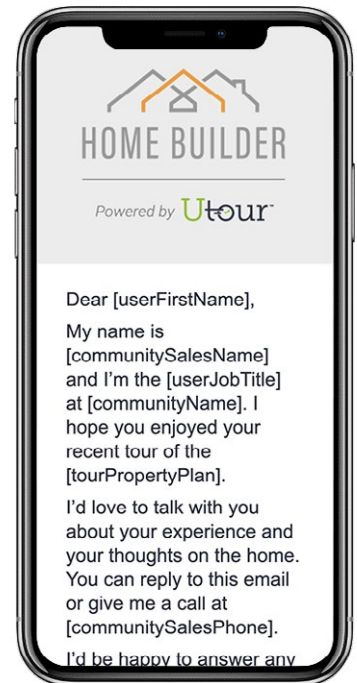 HOME BUILDER
Powered by Utour™
Dear [userFirstName],
My name is
[communitySalesName]
and I'm the [userJobTitle]
at [communityName]. I
hope you enjoyed your
recent tour of the
[tourPropertyPlan].
I'd love to talk with you
about your experience and
your thoughts on the home.
You can reply to this email
or give me a call at
[communitySalesPhone].
I'd be happy to answer any